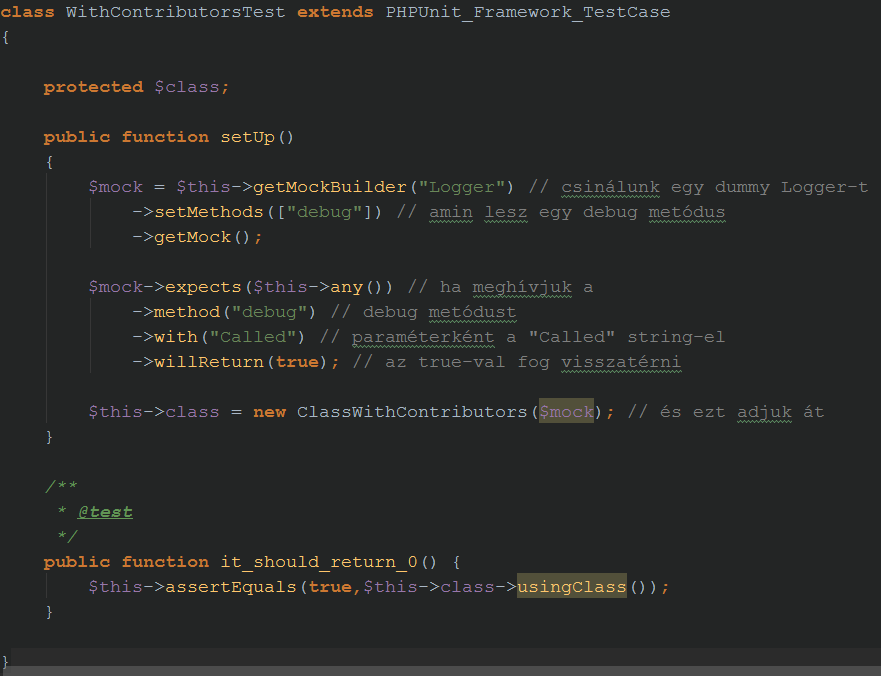 class WithContributorsTest extends PHPUnit_Framework_TestCase
{
protected $class;
public function setUp()
{
$mock = $this->getMockBuilder("Logger") // csinálunk egy dummy Logger-t
->setMethods(["debug"]) // amin lesz egy debug metódus
->getMock();
$mock->expects($this->any()) // ha meghívjuk a
->method("debug") // debug metódust
->with("Called") // paraméterként a "Called" string-el
->willReturn(true); // az true-val fog visszatérni
$this->class = new ClassWithContributors($mock); // és ezt adjuk át
}
/**
* @test
*/
public function it_should_return_0() {
$this->assertEquals(true,$this->class->usingClass());
}
}